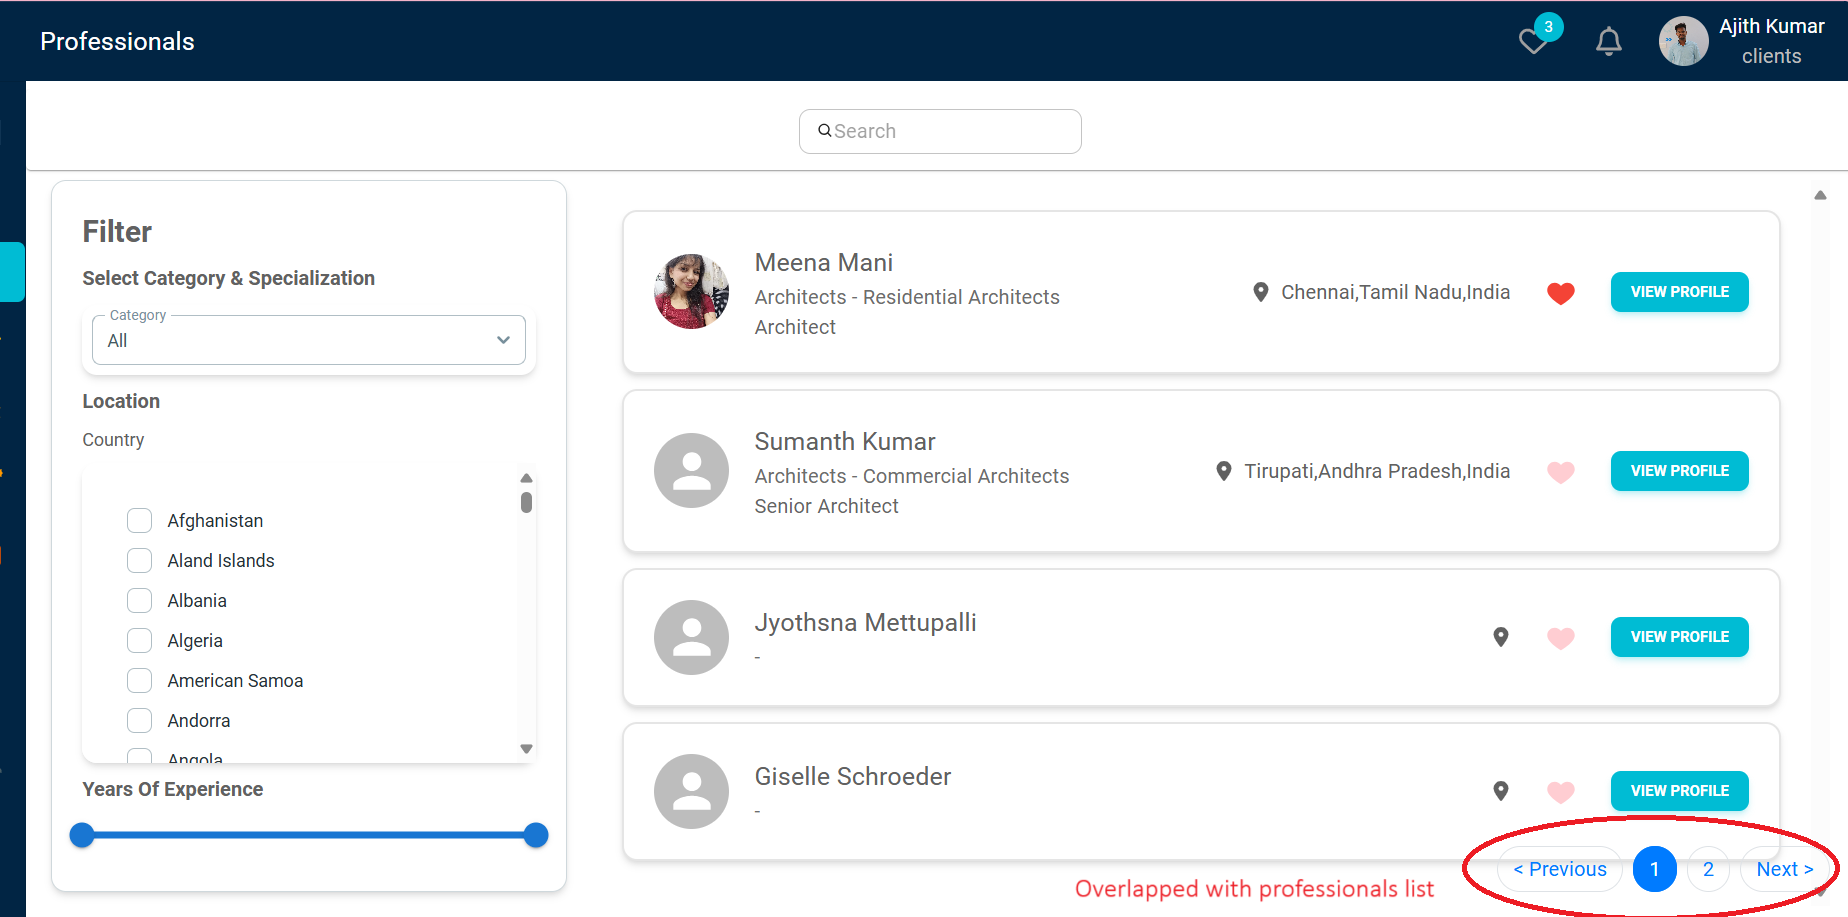 Professionals
3
Ajith Kumar
clients
Search
Filter
Select Category & Specialization
Category
All
Location
Country
Afghanistan
Aland Islands
Albania
Algeria
American Samoa
Andorra
Angola
Years Of Experience
Meena Mani
Architects - Residential Architects
Architect
Chennai,Tamil Nadu,India
VIEW PROFILE
Sumanth Kumar
Architects - Commercial Architects
Senior Architect
Tirupati,Andhra Pradesh,India
VIEW PROFILE
Jyothsna Mettupalli
-
VIEW PROFILE
Giselle Schroeder
-
VIEW PROFILE
< Previous 1 2 Next >
Overlapped with professionals list